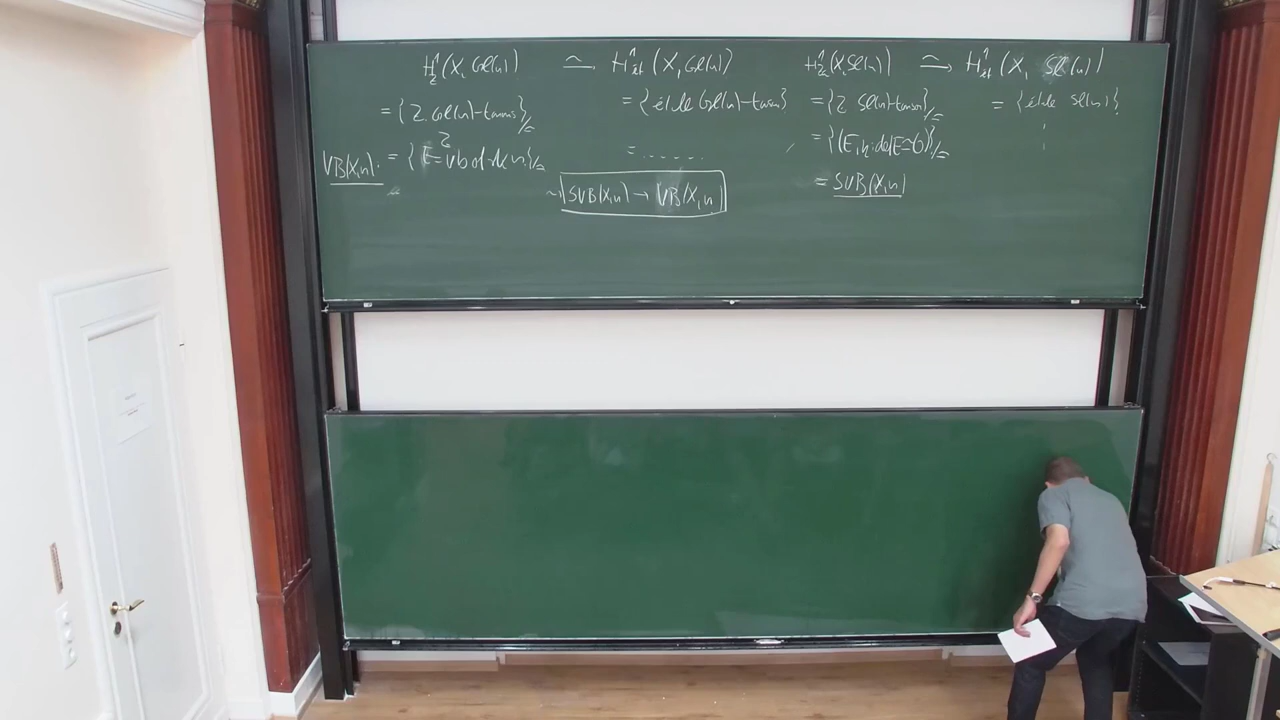 H¹_Z(X, Gl(n)) ≃→ H¹_ét(X, Gl(n))
= {Z. Gl(n)-torsors}/≅ = {étale Gl(n)-torsors}
VB(X,n): = {E = vb of rk n}/≅ = ......
~ SVB(X,n) → VB(X,n)
H¹_Z(X, Sl(n)) ≃→ H¹_ét(X, Sl(n))
= {Z Sl(n)-torsors}/≅ = {étale Sl(n)}
= {(E, : det E ≃ O)}/≅
= SVB(X,n)